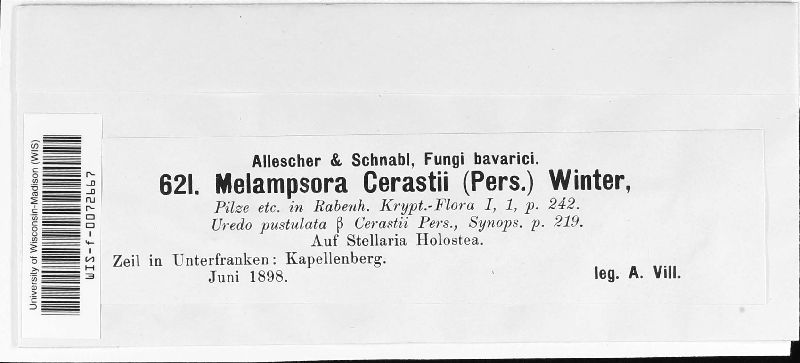 Allescher & Schnabl, Fungi bavarici.
621. Melampsora Cerastii (Pers.) Winter,
Pilze etc. in Rabenh. Krypt.-Flora I, 1, p. 242.
Uredo pustulata β Cerastii Pers., Synops. p. 219.
Auf Stellaria Holostea.
Zeil in Unterfranken: Kapellenberg.
Juni 1898.
leg. A. Vill.
University of Wisconsin-Madison (WIS)
WIS-f-0072667